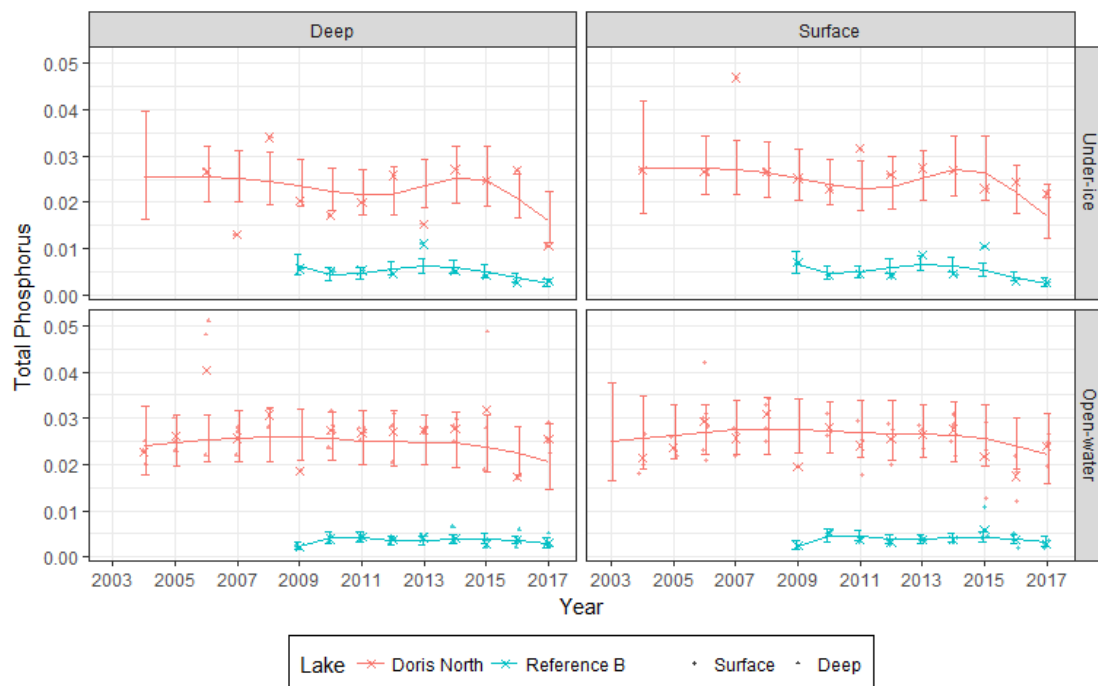 Deep Surface
0.05
0.04
0.03
0.02
0.01
0.00
Under-ice
0.05
0.04
0.03
0.02
0.01
0.00
Open-water
Total Phosphorus
2003 2005 2007 2009 2011 2013 2015 2017 2003 2005 2007 2009 2011 2013 2015 2017
Year
Lake Doris North Reference B Surface Deep